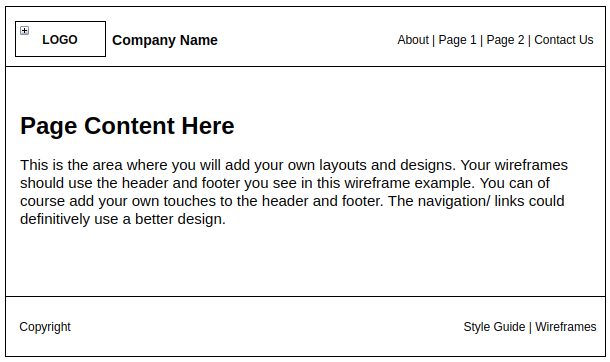 LOGO Company Name About | Page 1 | Page 2 | Contact Us
Page Content Here
This is the area where you will add your own layouts and designs. Your wireframes
should use the header and footer you see in this wireframe example. You can of
course add your own touches to the header and footer. The navigation/ links could
definitively use a better design.
Copyright Style Guide | Wireframes